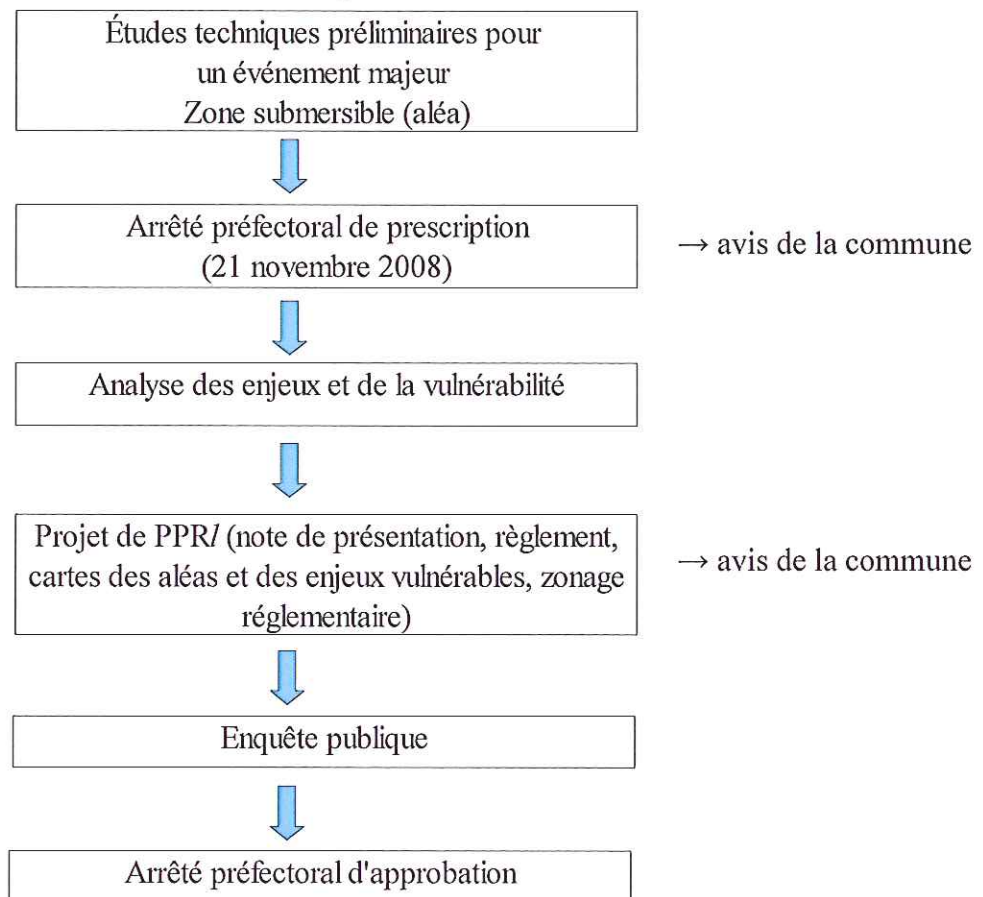 Études techniques préliminaires pour
un événement majeur
Zone submersible (aléa)
Arrêté préfectoral de prescription
(21 novembre 2008)
→ avis de la commune
Analyse des enjeux et de la vulnérabilité
Projet de PPRI (note de présentation, règlement,
cartes des aléas et des enjeux vulnérables, zonage
réglementaire)
→ avis de la commune
Enquête publique
Arrêté préfectoral d'approbation